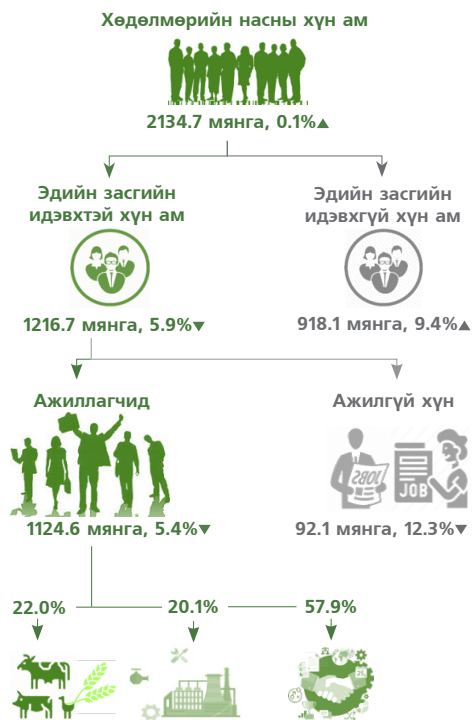 Хөдөлмөрийн насны хүн ам
2134.7 мянга, 0.1%▲
Эдийн засгийн
идэвхтэй хүн ам
Эдийн засгийн
идэвхгүй хүн ам
1216.7 мянга, 5.9%▼
918.1 мянга, 9.4%▲
Ажиллагчид
Ажилгүй хүн
JOBS
JOB
1124.6 мянга, 5.4%▼
92.1 мянга, 12.3%▼
22.0%
20.1%
57.9%